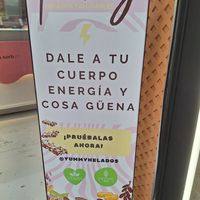 DALE A TU
CUERPO
ENERGÍA Y
COSA GÜENA
¡PRUÉBALAS
AHORA!
@YUMMYHELADOS